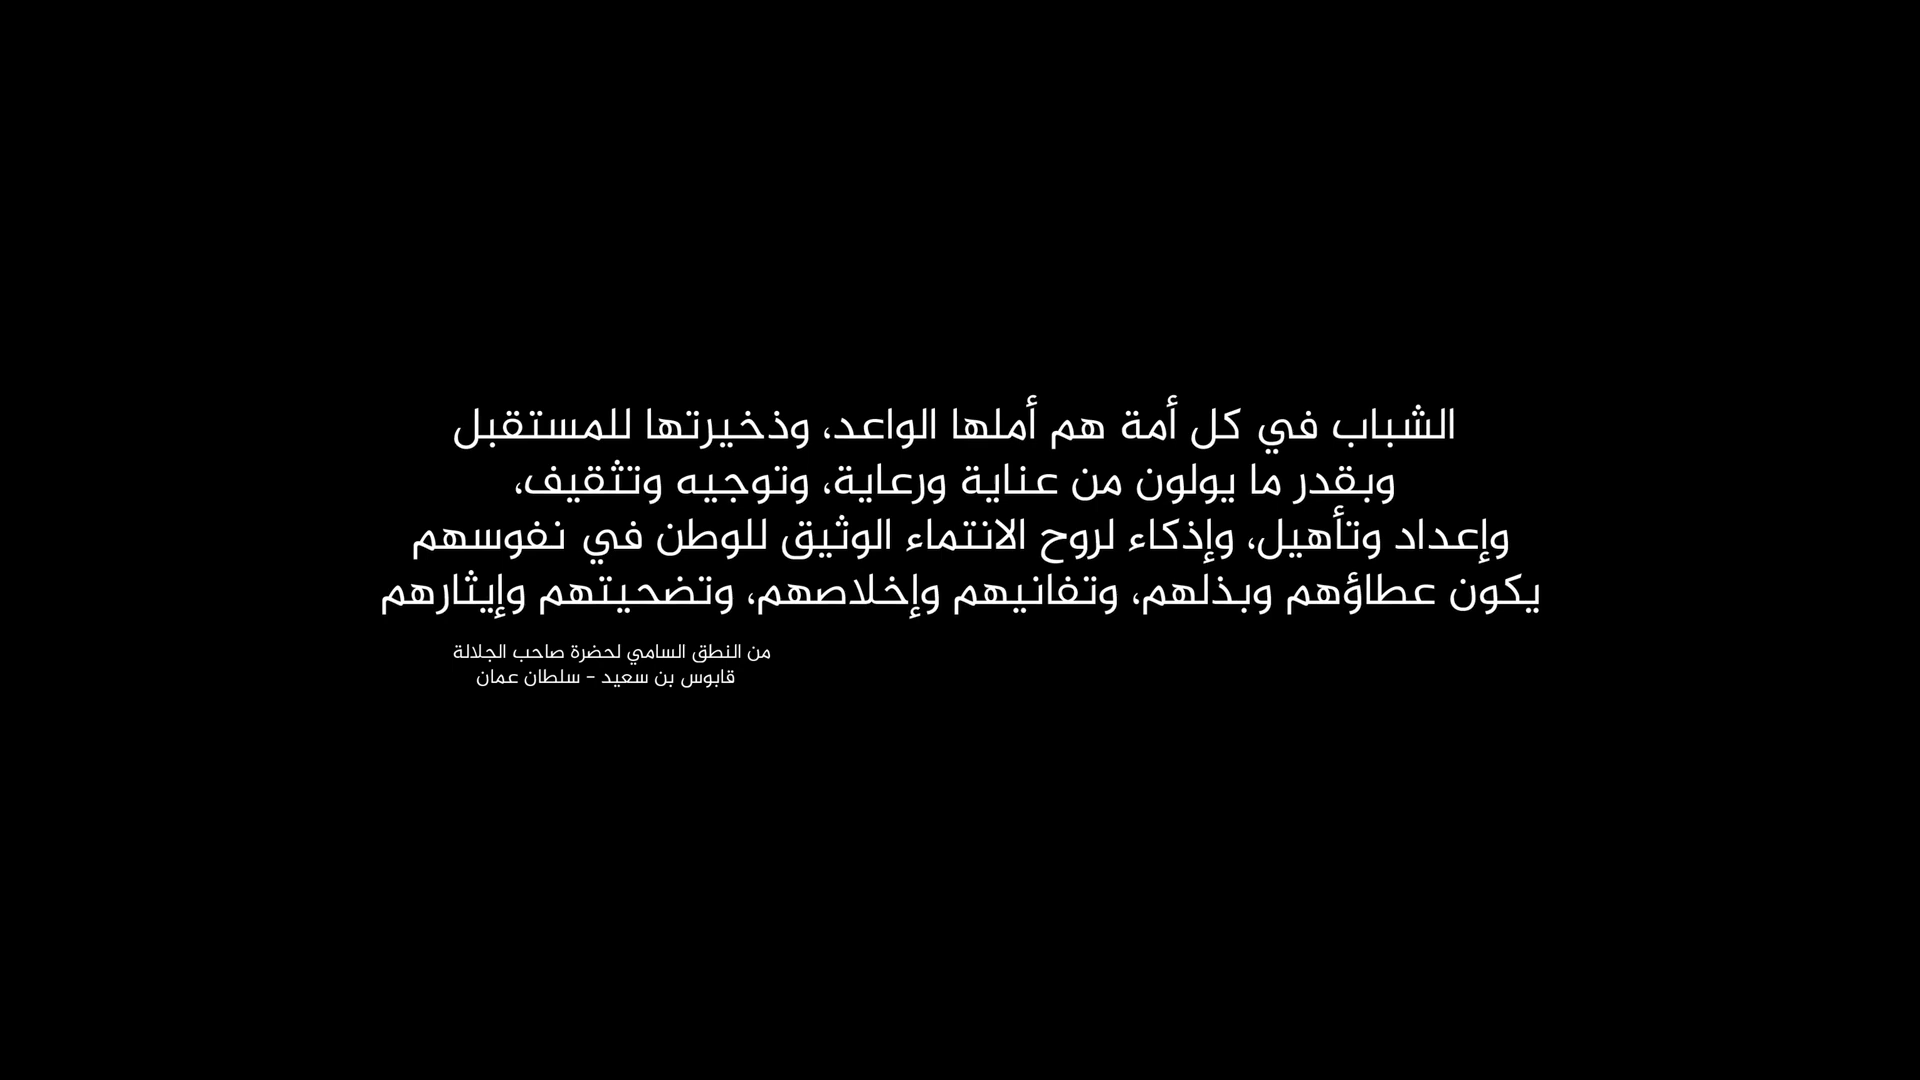 الشباب في كل أمة هم أملها الواعد، وذخيرتها للمستقبل
وبقدر ما يولون من عناية ورعاية، وتوجيه وتثقيف،
وإعداد وتأهيل، وإذكاء لروح الانتماء الوثيق للوطن في نفوسهم
يكون عطاؤهم وبذلهم، وتفانيهم وإخلاصهم، وتضحيتهم وإيثارهم
من النطق السامي لحضرة صاحب الجلالة
قابوس بن سعيد - سلطان عمان